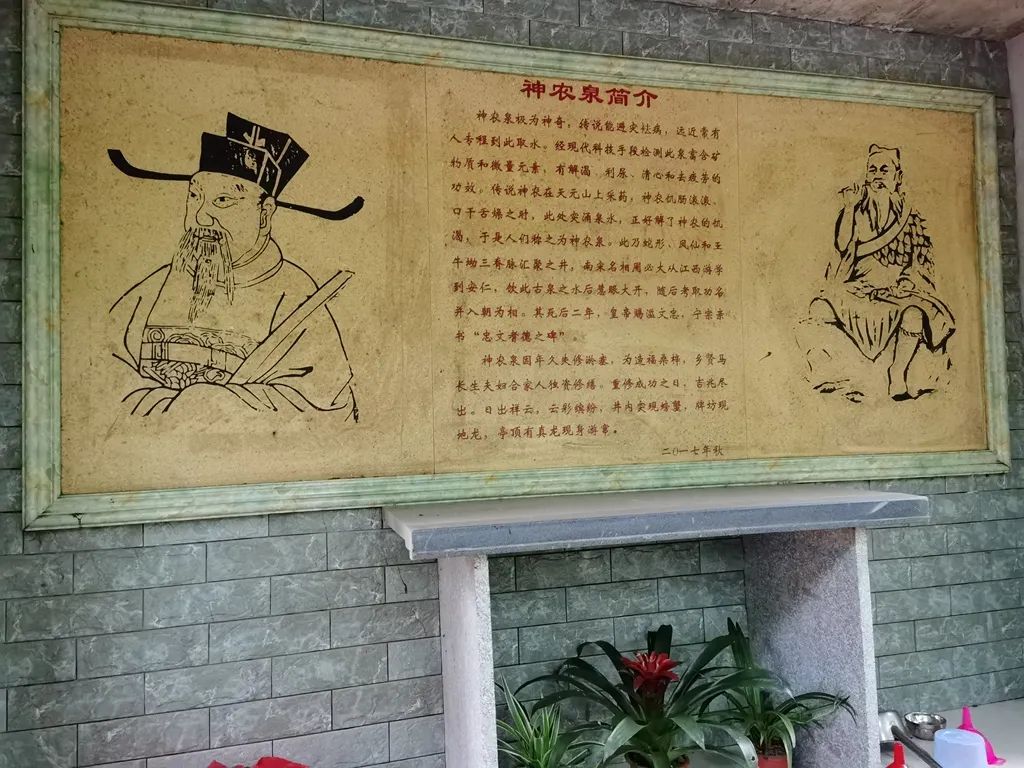 神农泉简介
神农泉极为神奇，传说能避灾祛病，远近常有
人专程到此取水。经现代科技手段检测此泉富含矿
物质和微量元素，有解渴、利尿、清心和去疲劳的
功效。传说神农在天元山上采药，神农饥肠滚滚、
口干舌燥之时，此处突涌泉水，正好解了神农的饥
渴，于是人们称之为神农泉。此乃蛇形、凤仙和王
牛坳三脊脉汇聚之井，南宋名相周必大从江西游学
到安仁，饮此古泉之水后慧眼大开，随后考取功名
并入朝为相。其死后二年，皇帝赐滋文忠，宁宗亲
书“忠文耆德之碑”。
神农泉因年久失修淤塞，为造福桑梓，乡贤马
长生夫妇合家人独资修缮。重修成功之日，吉兆尽
出。日出祥云，云彩缤纷，井内突现螃蟹，牌坊现
地龙，亭顶有真龙现身游常。
二〇一七年秋